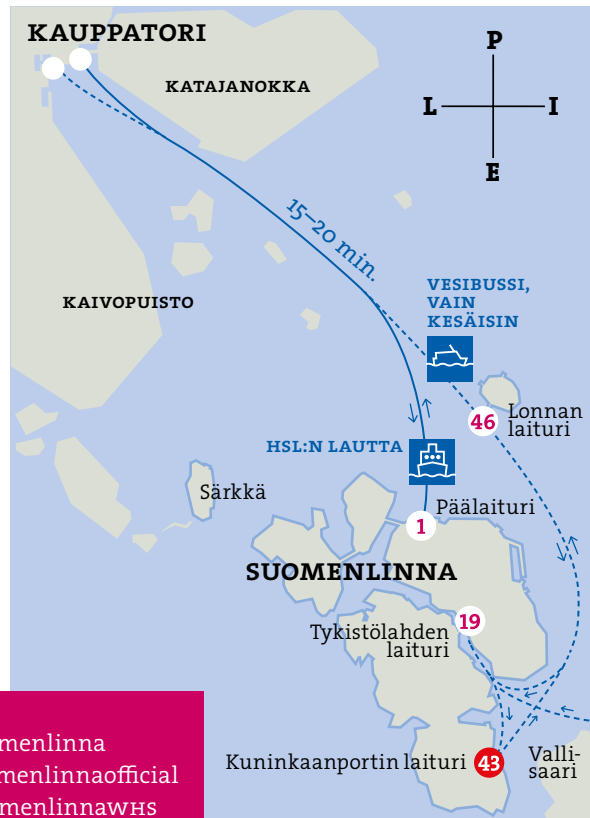 KAUPPATORI
KATAJANOKKA
P
L
I
E
15–20 min.
KAIVOPUISTO
VESIBUSSI,
VAIN
KESÄISIN
46
Lonnan
laituri
HSL:N LAUTTA
Särkkä
Päälaituri
1
SUOMENLINNA
19
Tykistölahden
laituri
Kuninkaanportin laituri
43
Valli-
saari
menlinna
menlinnaofficial
menlinnaWHS